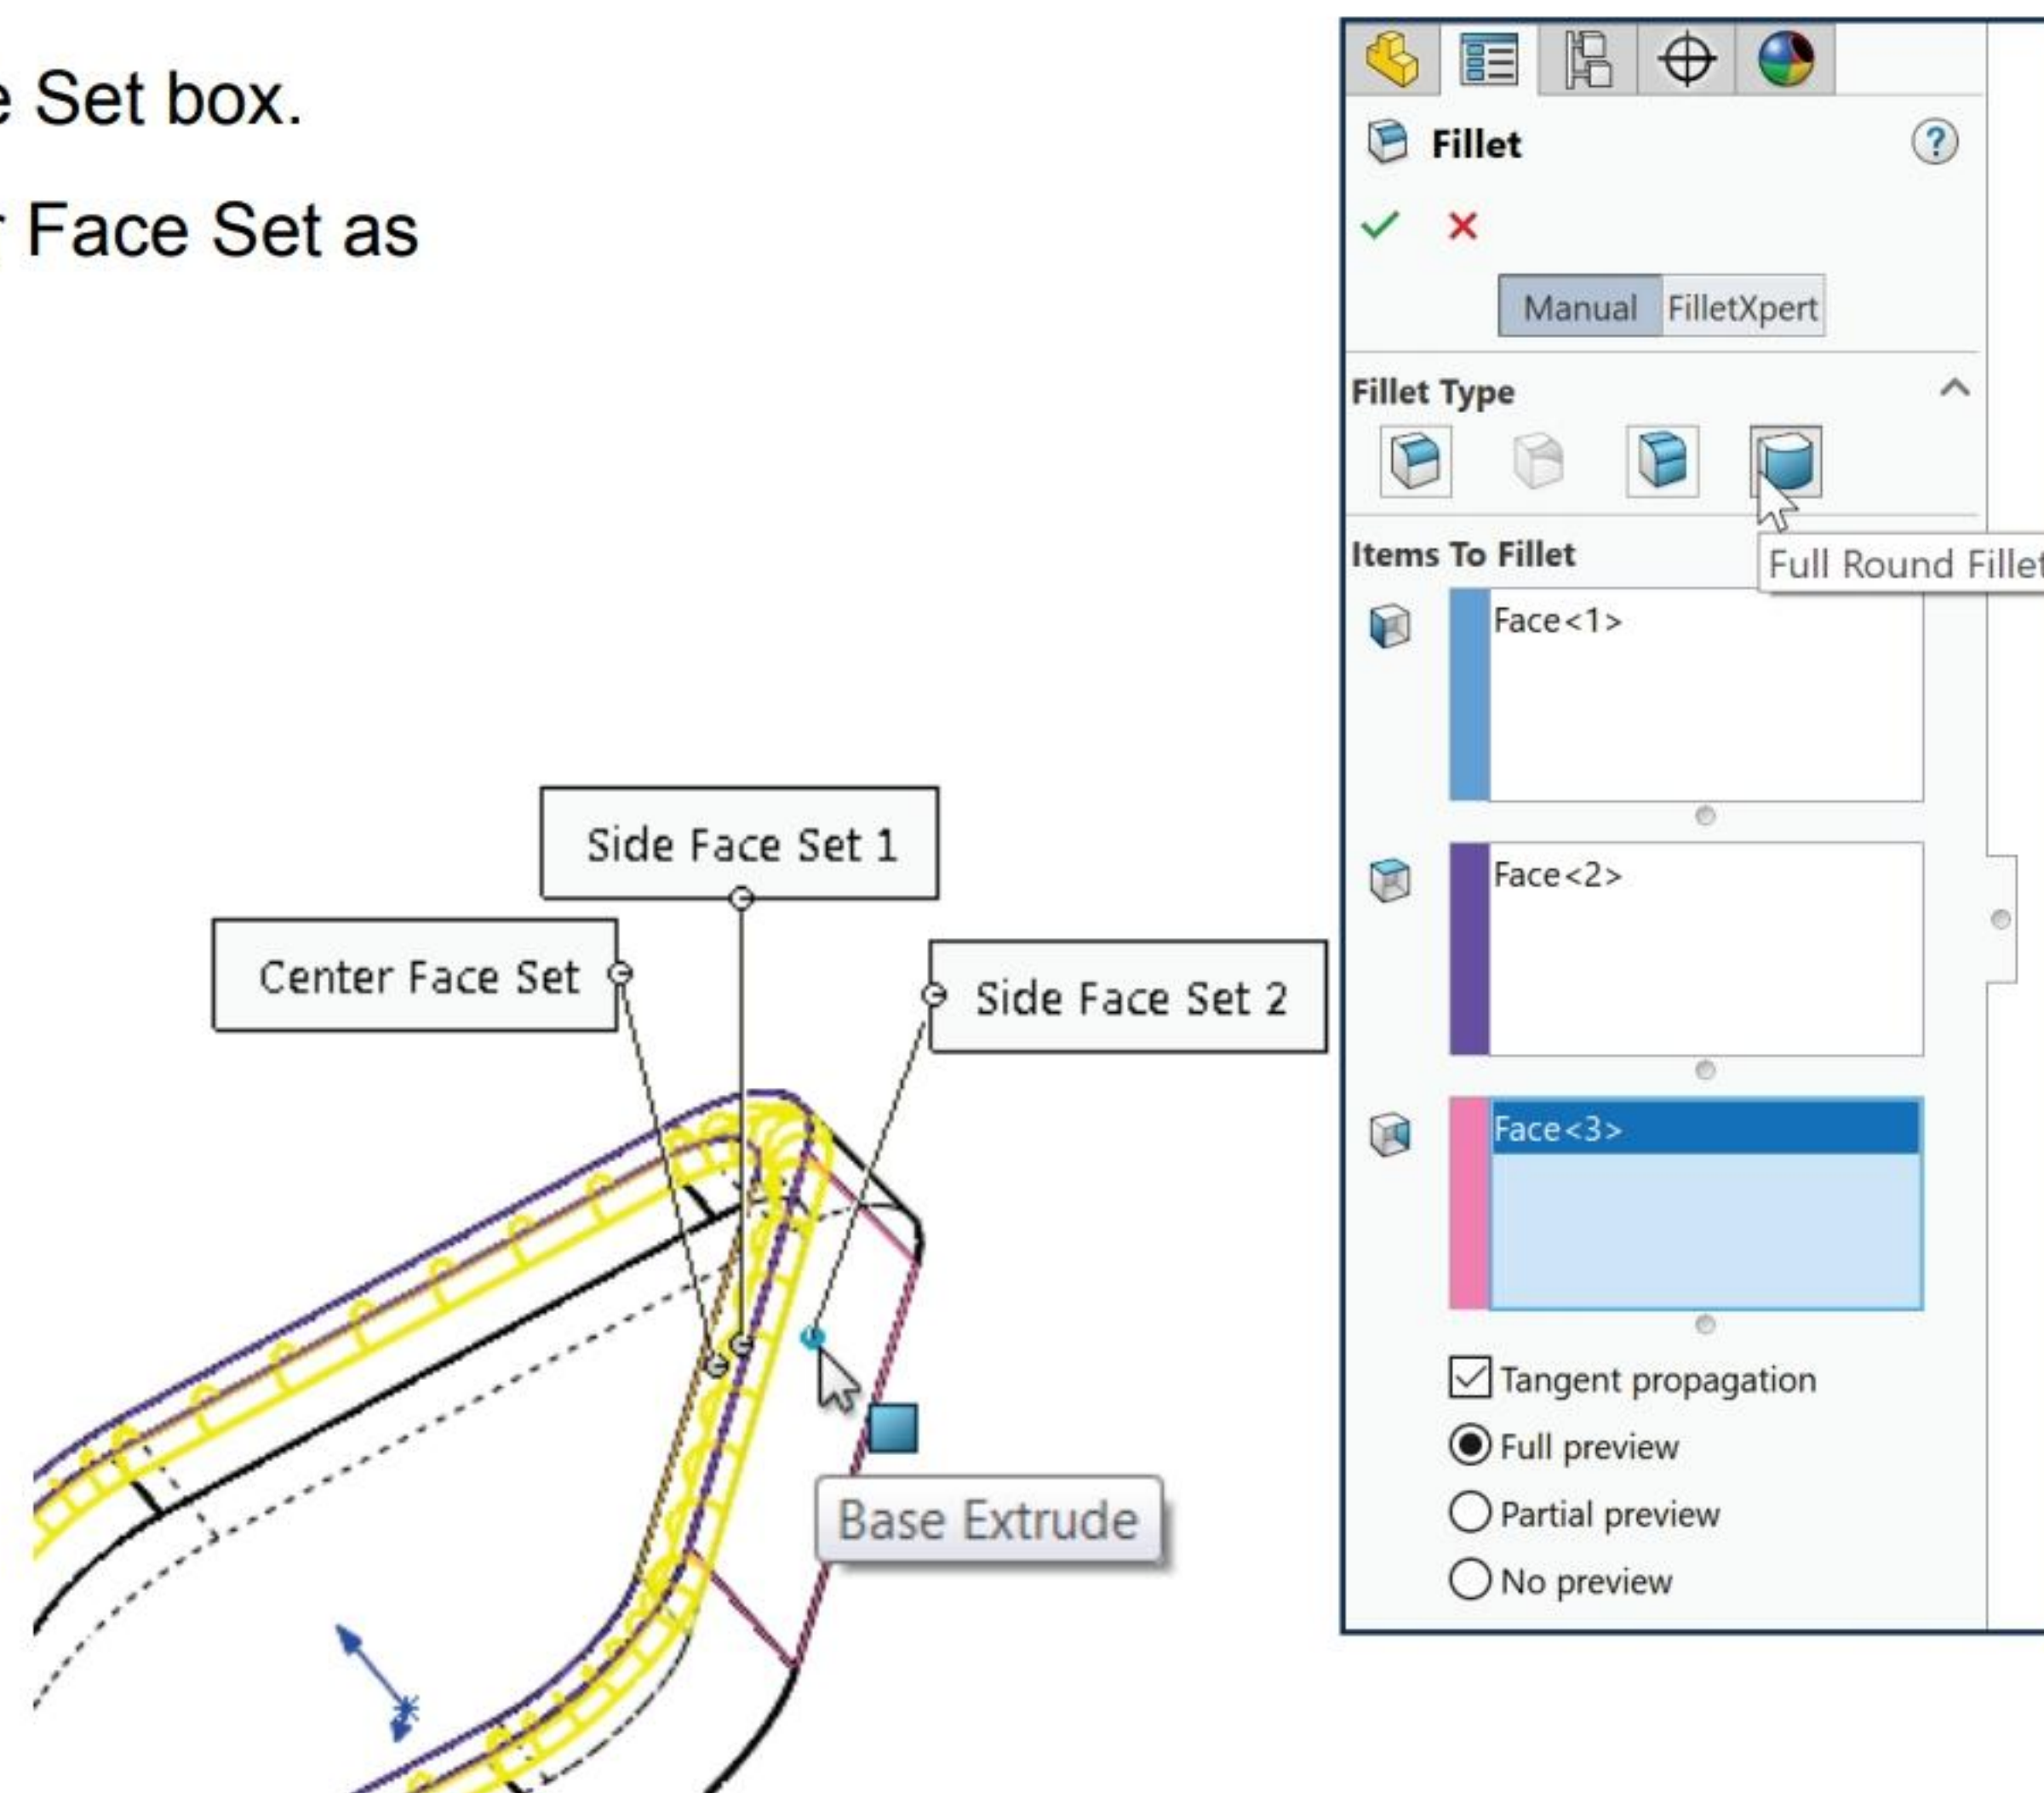 Set box.
Face Set as
Side Face Set 1
Center Face Set
Side Face Set 2
Base Extrude
Fillet
?
Manual FilletXpert
Fillet Type
Full Round Fillet
Items To Fillet
Face<1>
Face<2>
Face<3>
Tangent propagation
Full preview
Partial preview
No preview